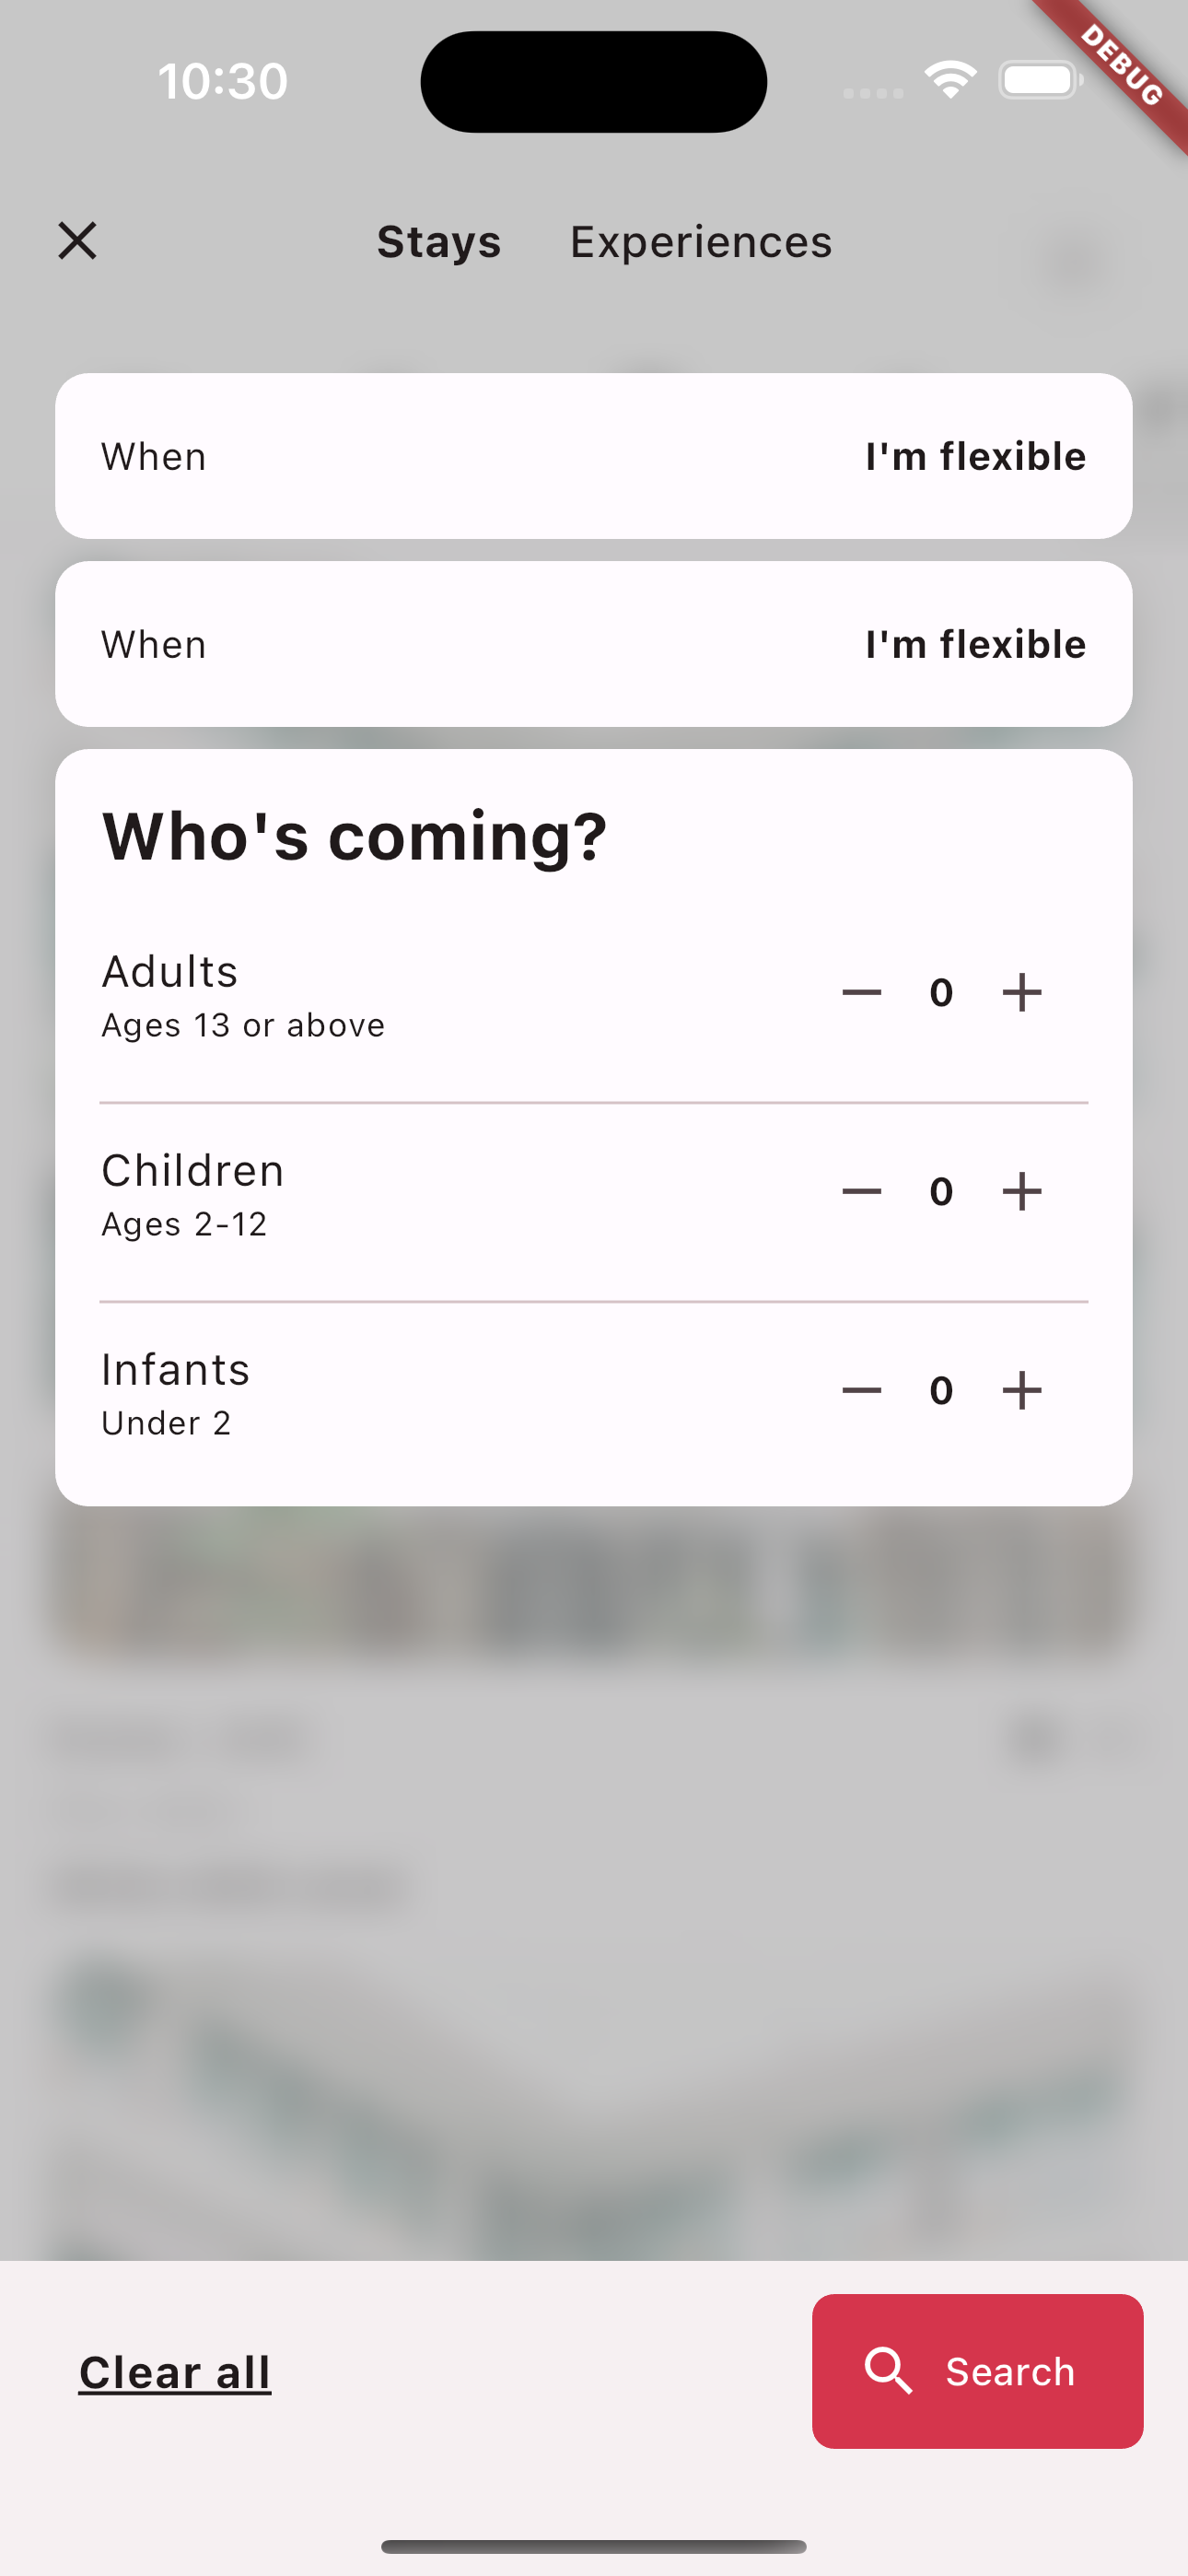 10:30
DEBUG
Stays Experiences
When I'm flexible
When I'm flexible
Who's coming?
Adults
Ages 13 or above
0
Children
Ages 2-12
0
Infants
Under 2
0
Clear all
Search